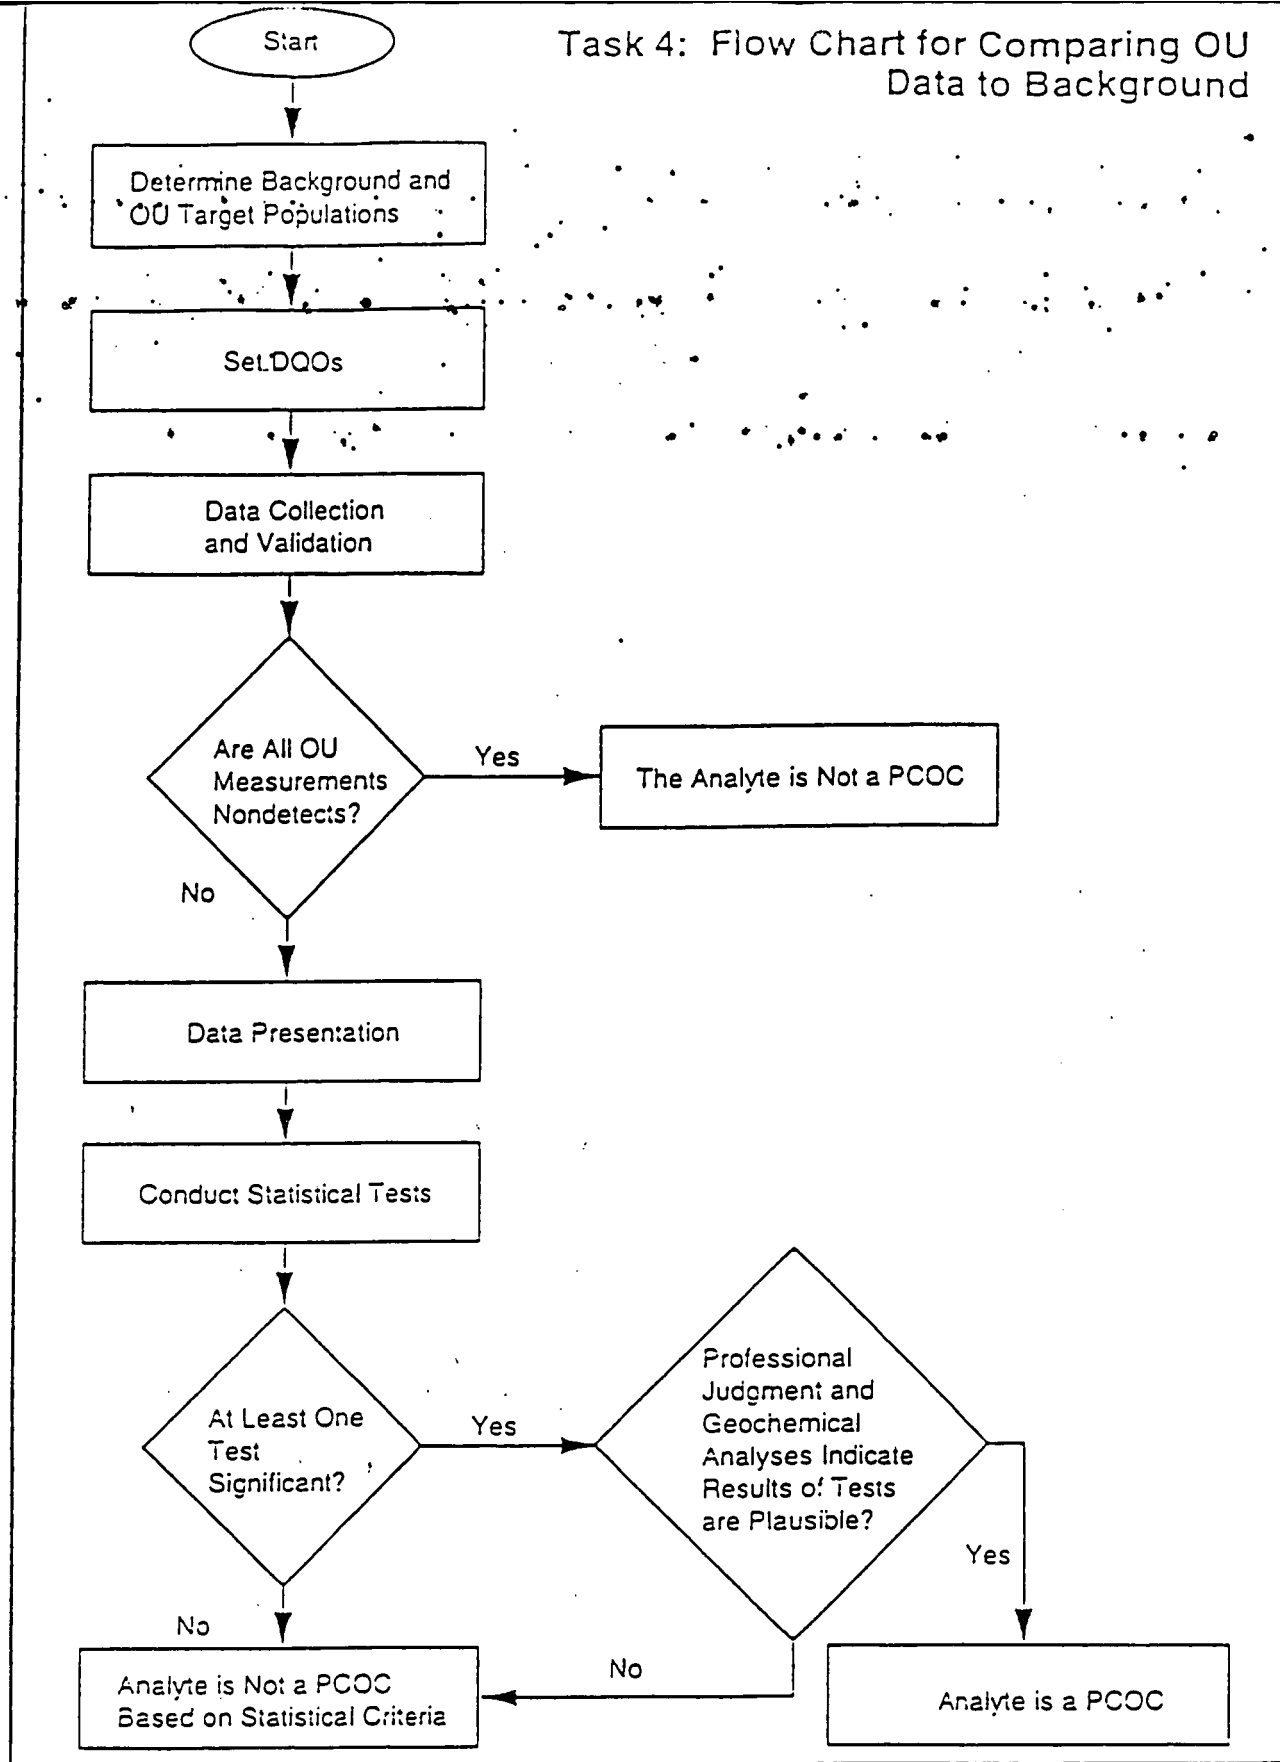 Start
Task 4: Flow Chart for Comparing OU
Data to Background
Determine Background and
OU Target Populations
Set DQOs
Data Collection
and Validation
Are All OU
Measurements
Nondetects?
Yes
The Analyte is Not a PCOC
No
Data Presentation
Conduct Statistical Tests
At Least One
Test
Significant?
Yes
Professional
Judgment and
Geochemical
Analyses Indicate
Results of Tests
are Plausible?
Yes
No
No
Analyte is Not a PCOC
Based on Statistical Criteria
Analyte is a PCOC